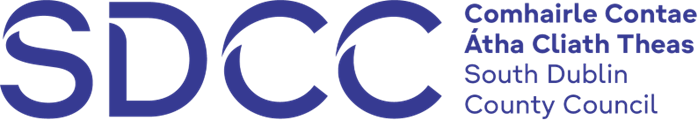 SDCC
Comhairle Contae
Átha Cliath Theas
South Dublin
County Council